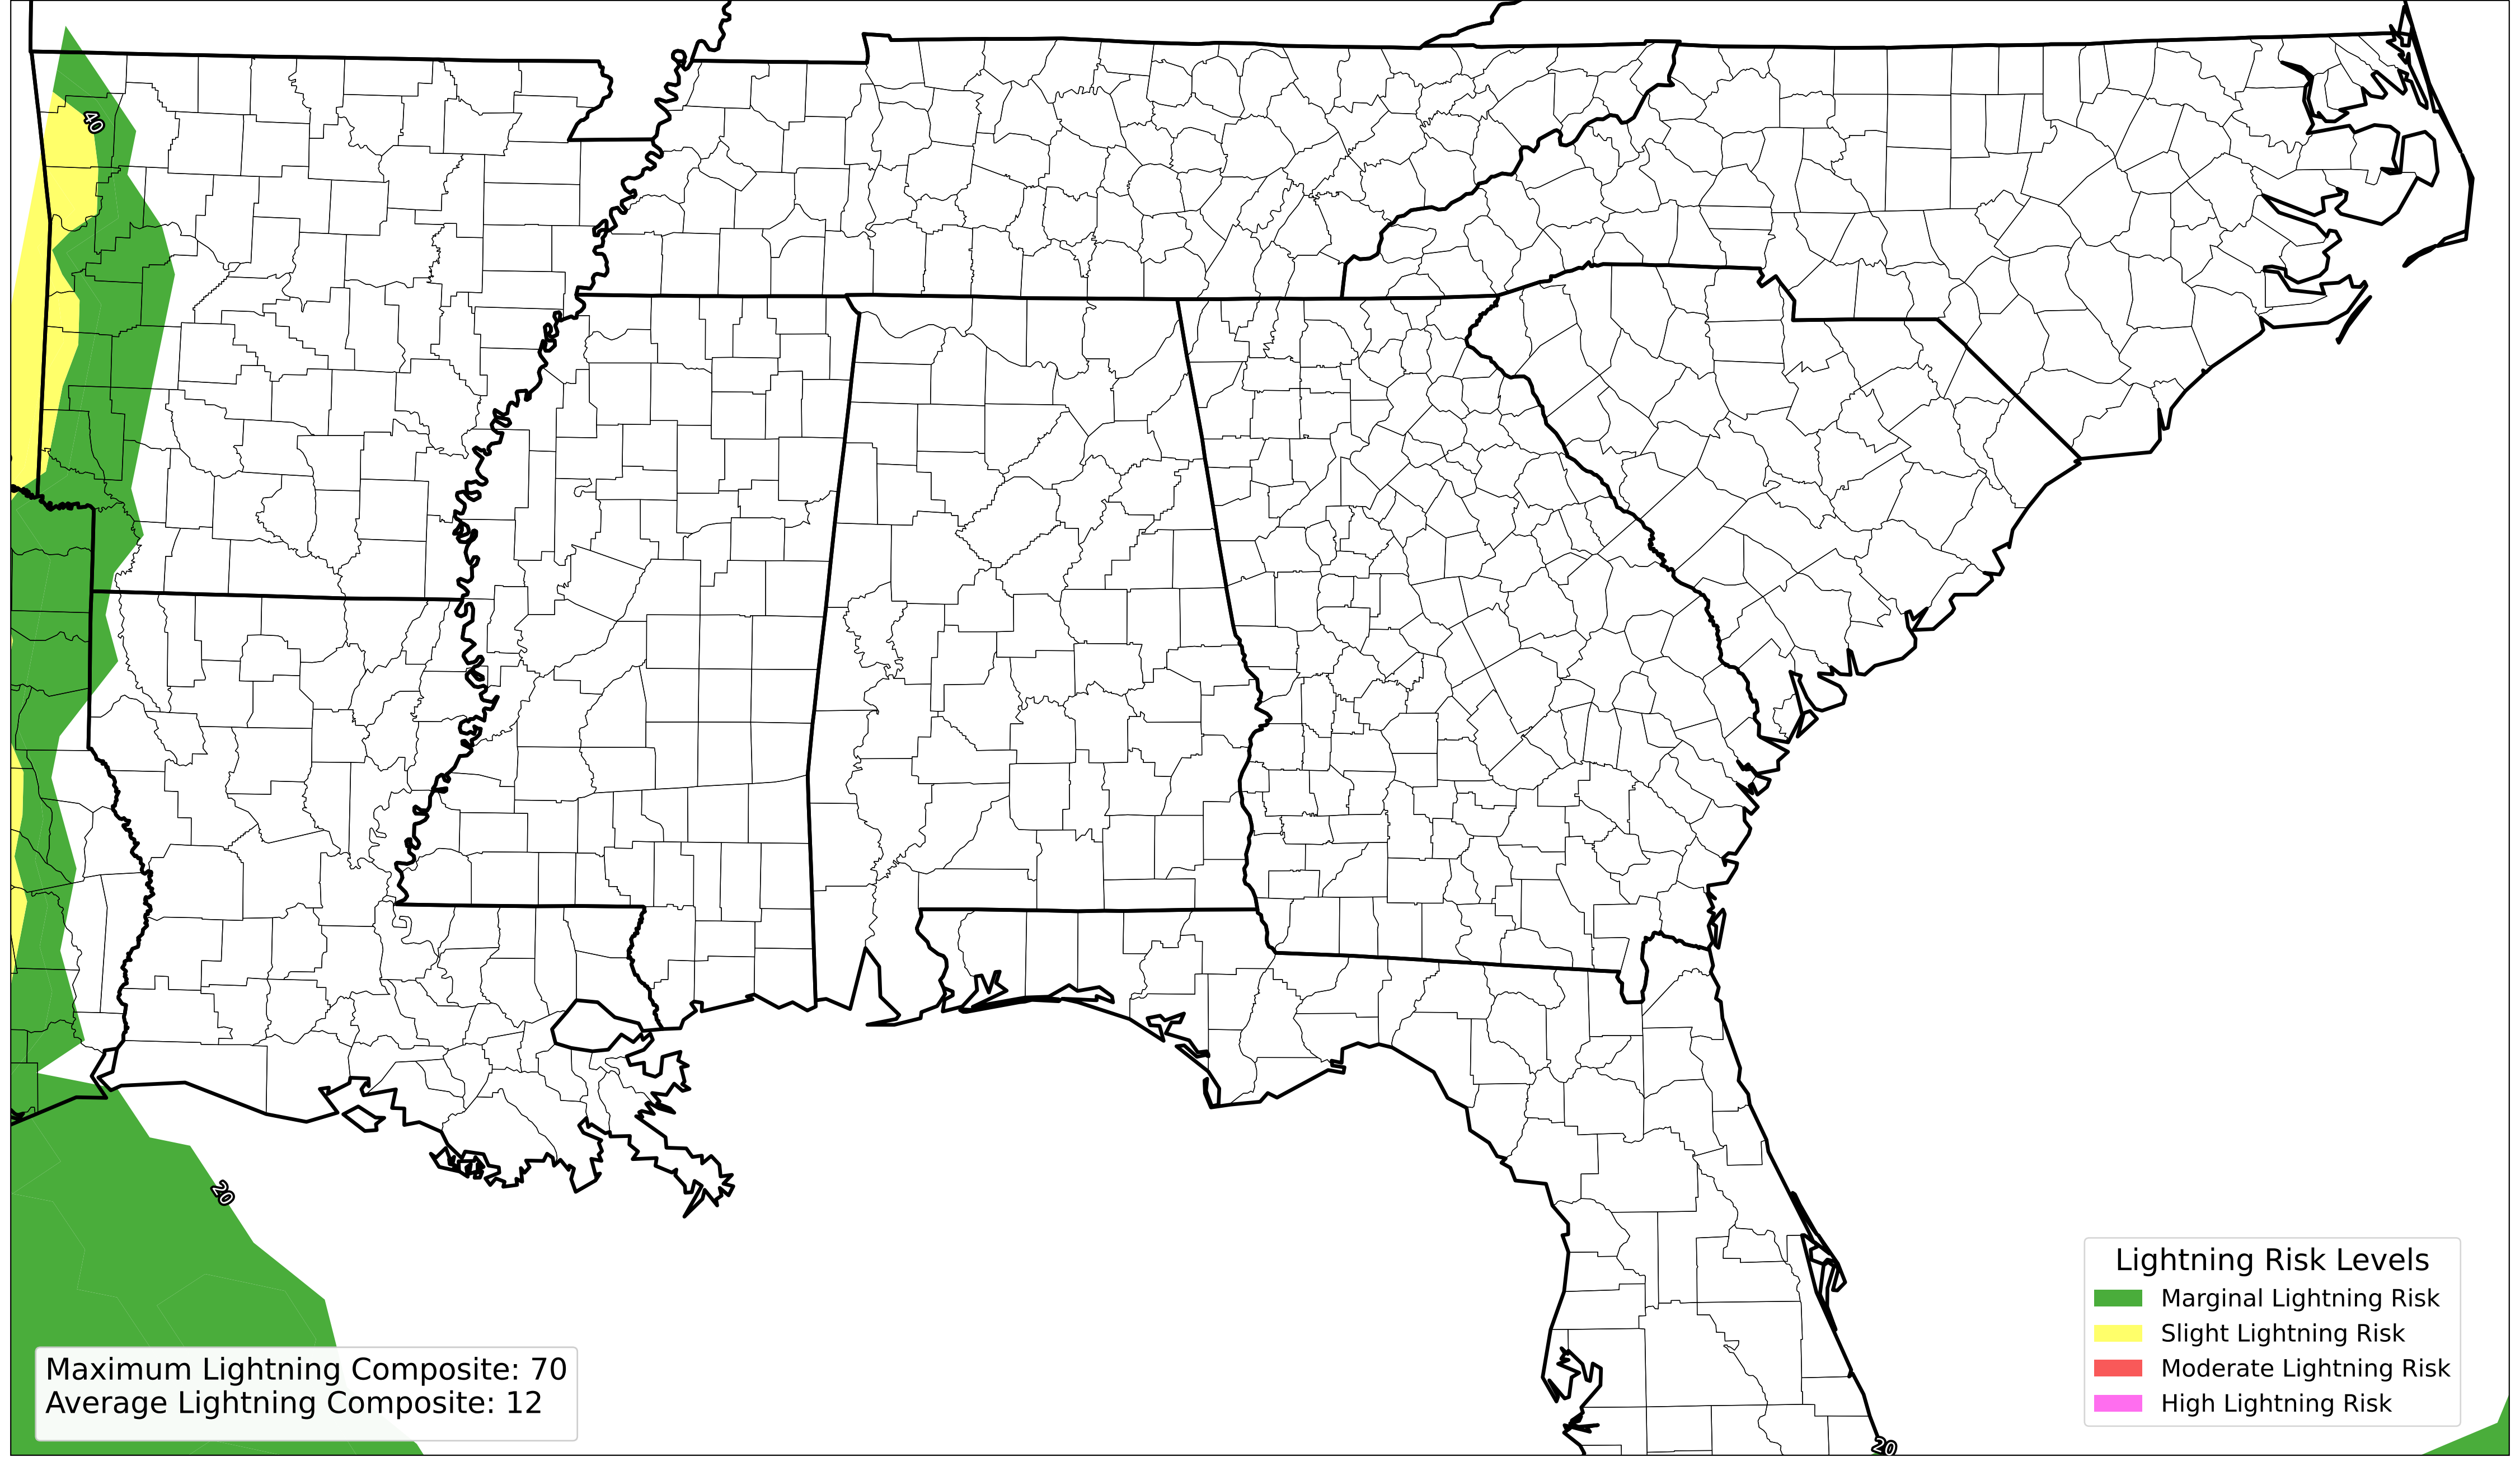 40
20
Maximum Lightning Composite: 70
Average Lightning Composite: 12
Lightning Risk Levels
Marginal Lightning Risk
Slight Lightning Risk
Moderate Lightning Risk
High Lightning Risk
20